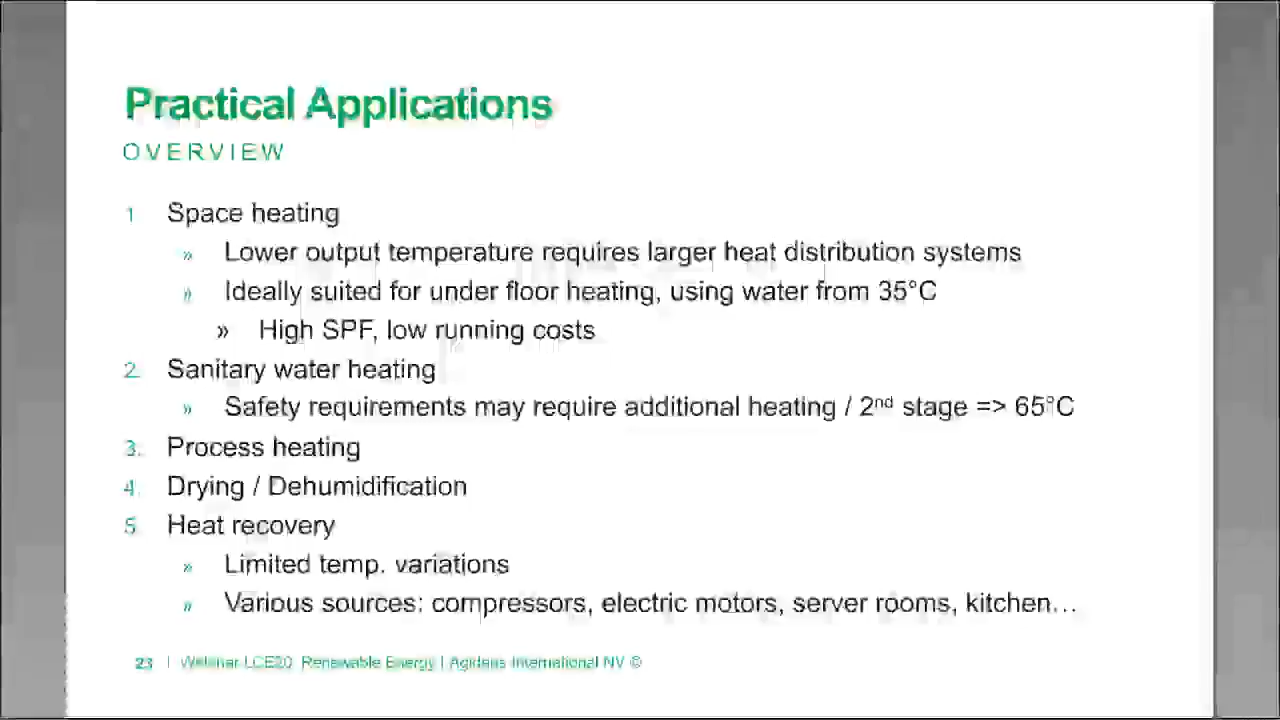 Practical Applications
OVERVIEW
1 Space heating
» Lower output temperature requires larger heat distribution systems
» Ideally suited for under floor heating, using water from 35°C
» High SPF, low running costs
2. Sanitary water heating
» Safety requirements may require additional heating / 2nd stage => 65°C
3. Process heating
4. Drying / Dehumidification
5. Heat recovery
» Limited temp. variations
» Various sources: compressors, electric motors, server rooms, kitchen…
23 | Webinar LCE20 Renewable Energy | Agidens International NV ©